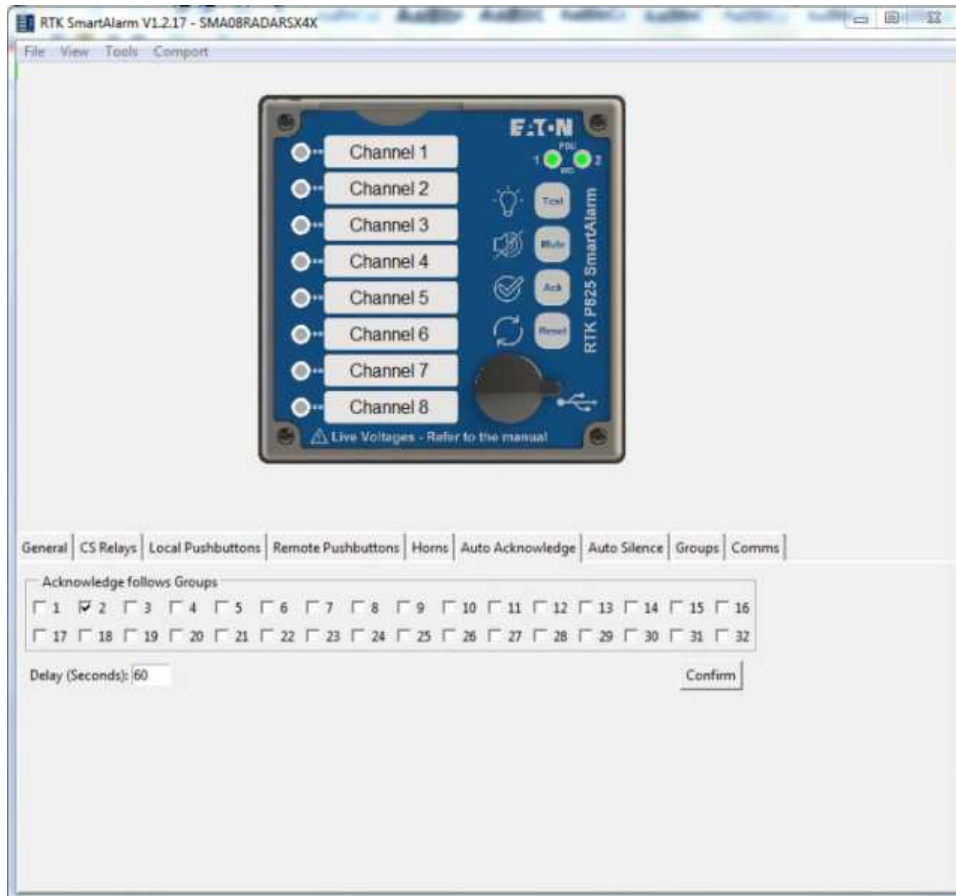 RTK SmartAlarm V1.2.17 - SMA08RADARSX4X
File View Tools Comport
E·T·N
PSU
1 2
WD
Channel 1
Channel 2
Channel 3
Channel 4
Channel 5
Channel 6
Channel 7
Channel 8
Test
Mute
Ack
Reset
RTK P825 SmartAlarm
Live Voltages - Refer to the manual
General CS Relays Local Pushbuttons Remote Pushbuttons Horns Auto Acknowledge Auto Silence Groups Comms
Acknowledge follows Groups
1 2 3 4 5 6 7 8 9 10 11 12 13 14 15 16
17 18 19 20 21 22 23 24 25 26 27 28 29 30 31 32
Delay (Seconds): 60
Confirm